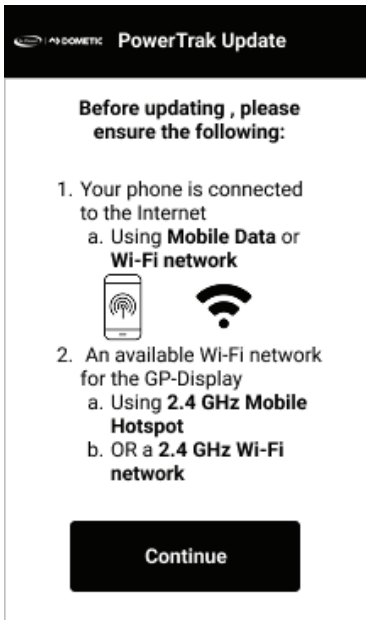 DOMETIC PowerTrak Update
Before updating , please
ensure the following:
1. Your phone is connected
to the Internet
a. Using Mobile Data or
Wi-Fi network
2. An available Wi-Fi network
for the GP-Display
a. Using 2.4 GHz Mobile
Hotspot
b. OR a 2.4 GHz Wi-Fi
network
Continue